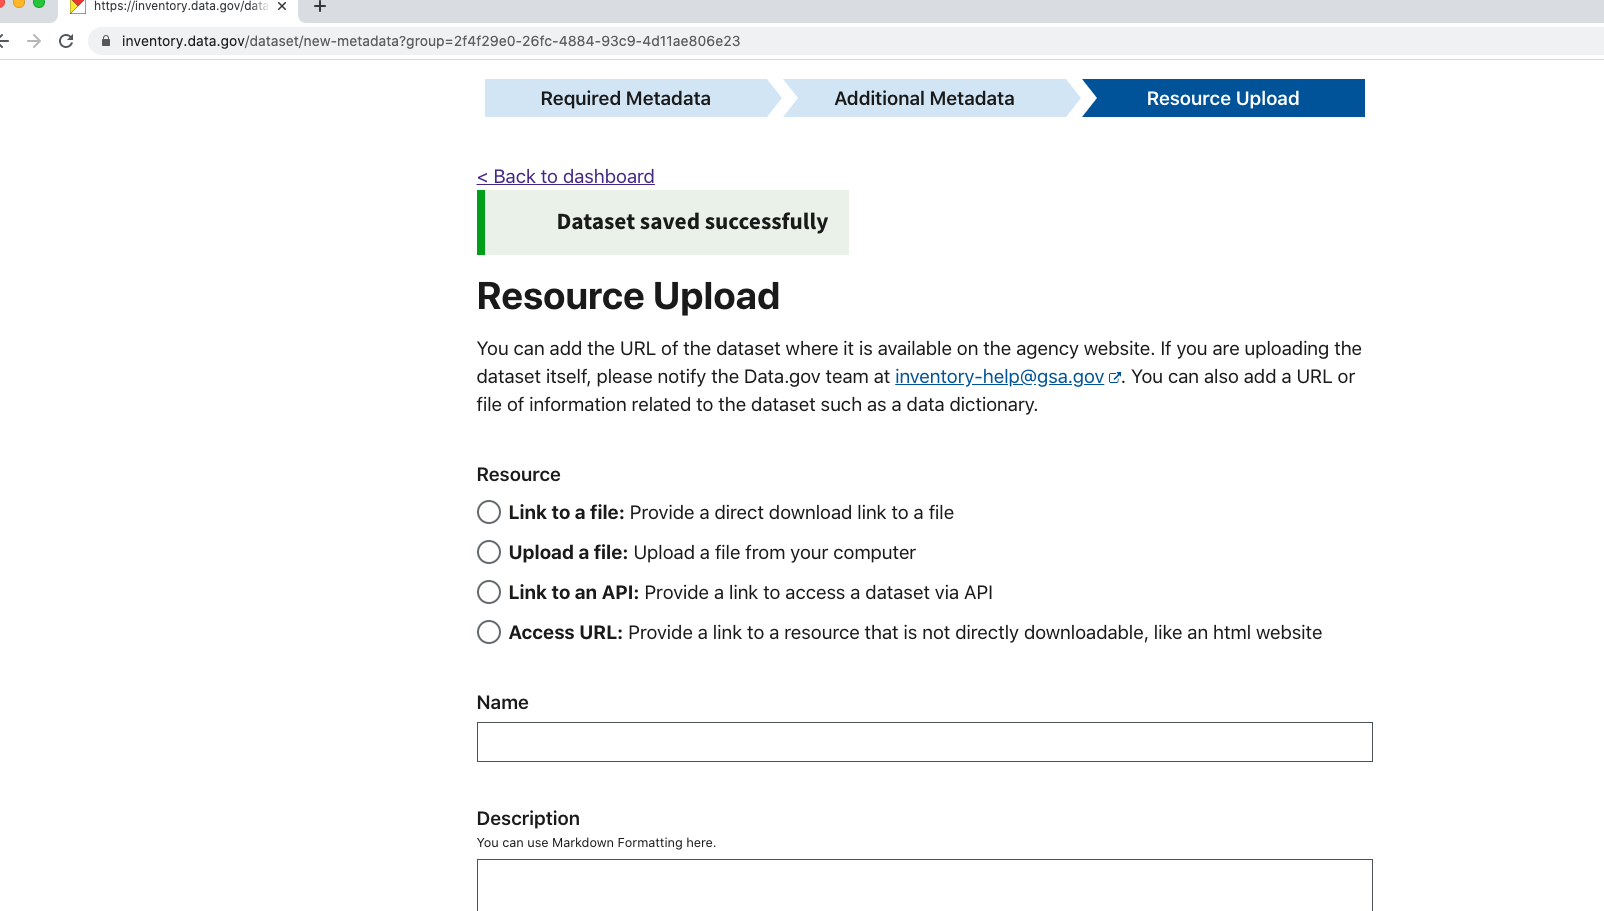 https://inventory.data.gov/data
inventory.data.gov/dataset/new-metadata?group=2f4f29e0-26fc-4884-93c9-4d11ae806e23
Required Metadata
Additional Metadata
Resource Upload
< Back to dashboard
Dataset saved successfully
Resource Upload
You can add the URL of the dataset where it is available on the agency website. If you are uploading the
dataset itself, please notify the Data.gov team at inventory-help@gsa.gov. You can also add a URL or
file of information related to the dataset such as a data dictionary.
Resource
Link to a file: Provide a direct download link to a file
Upload a file: Upload a file from your computer
Link to an API: Provide a link to access a dataset via API
Access URL: Provide a link to a resource that is not directly downloadable, like an html website
Name
Description
You can use Markdown Formatting here.